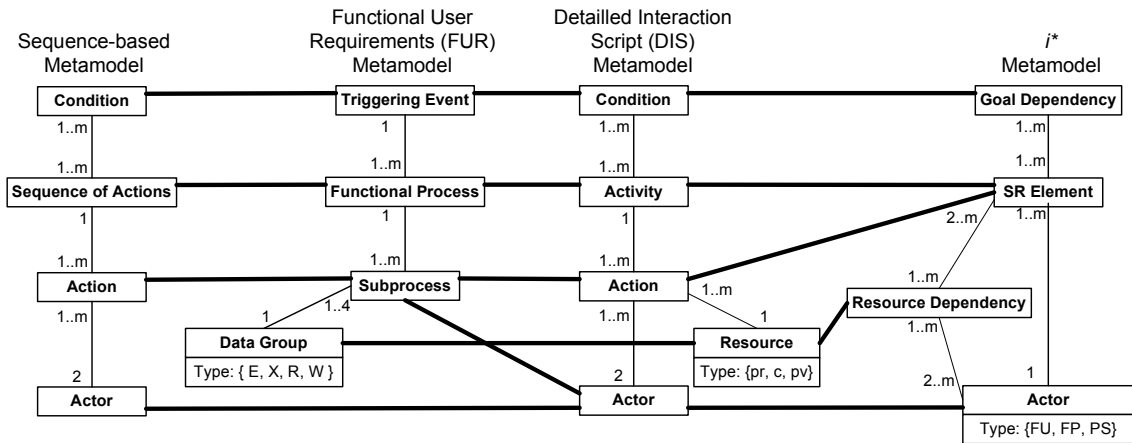 Sequence-based
Metamodel
Functional User
Requirements (FUR)
Metamodel
Detailled Interaction
Script (DIS)
Metamodel
i*
Metamodel
Condition
Triggering Event
Condition
Goal Dependency
1..m
1
1..m
1..m
1..m
1..m
1..m
1..m
Sequence of Actions
Functional Process
Activity
SR Element
1
1
1
2..m
1..m
1..m
1..m
1..m
1..m
Action
Subprocess
Action
Resource Dependency
1..m
1..4
1..m
1..m
1..m
1
1
Data Group
Type: { E, X, R, W }
Resource
Type: {pr, c, pv}
2
2
2..m
1
Actor
Actor
Actor
Type: {FU, FP, PS}